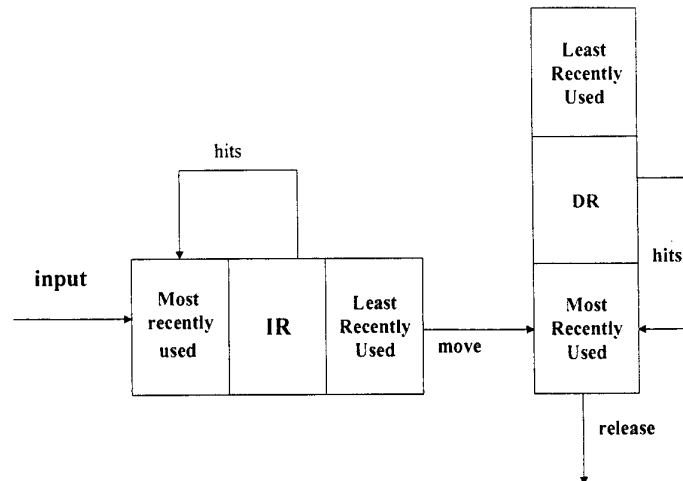 Least
Recently
Used
hits
DR
hits
input
Most
recently
used
IR
Least
Recently
Used
move
Most
Recently
Used
release